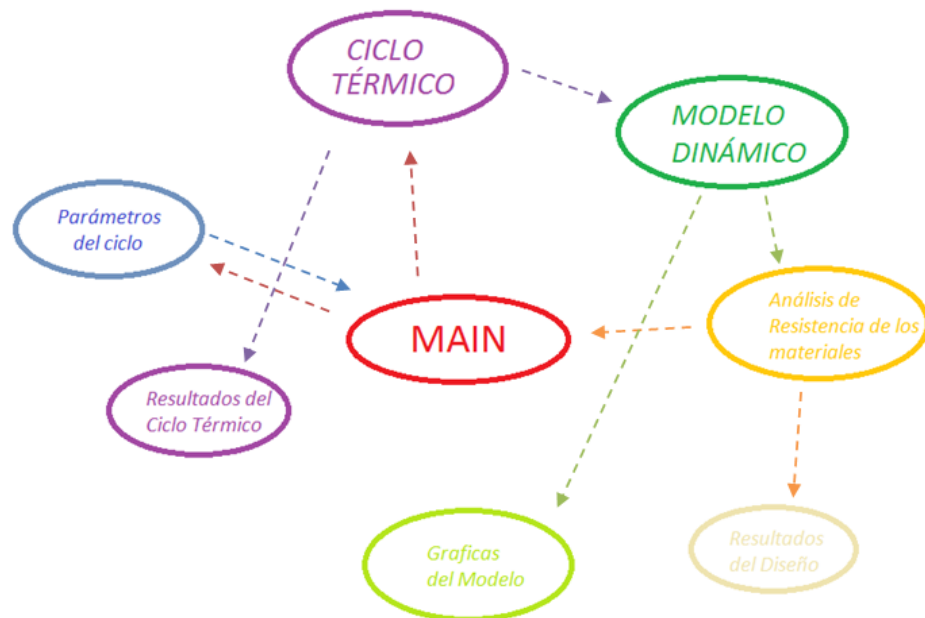 CICLO
TÉRMICO
MODELO
DINÁMICO
Parámetros
del ciclo
MAIN
Análisis de
Resistencia de los
materiales
Resultados del
Ciclo Térmico
Graficas
del Modelo
Resultados
del Diseño